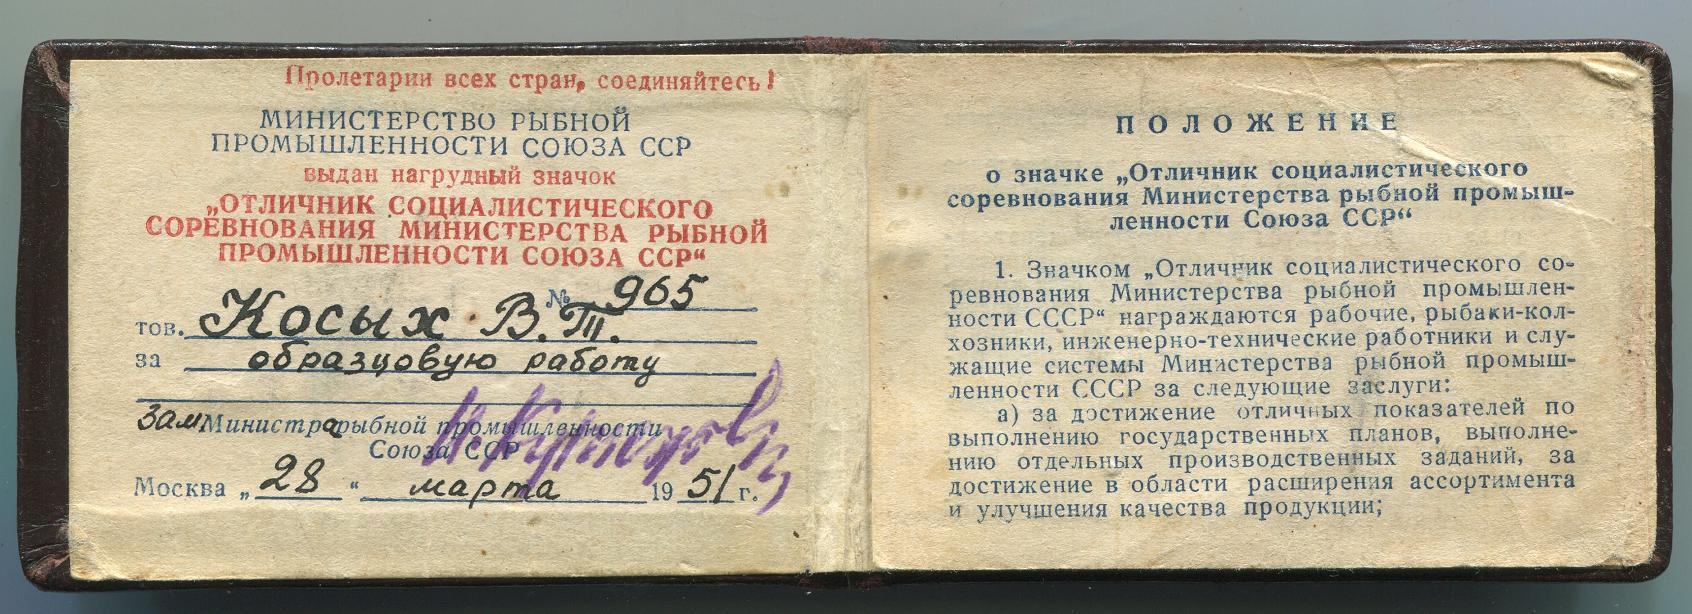 Пролетарии всех стран, соединяйтесь!
МИНИСТЕРСТВО РЫБНОЙ
ПРОМЫШЛЕННОСТИ СОЮЗА ССР
выдан нагрудный значок
„ОТЛИЧНИК СОЦИАЛИСТИЧЕСКОГО
СОРЕВНОВАНИЯ МИНИСТЕРСТВА РЫБНОЙ
ПРОМЫШЛЕННОСТИ СОЮЗА ССР“
№ 965
тов. Косых В.Т.
за образцовую работу
зам Министра рыбной промышленности
Союза ССР
Москва „28“ марта 1951 г.
ПОЛОЖЕНИЕ
о значке „Отличник социалистического
соревнования Министерства рыбной промыш-
ленности Союза ССР“
1. Значком „Отличник социалистического со-
ревнования Министерства рыбной промышлен-
ности СССР“ награждаются рабочие, рыбаки-кол-
хозники, инженерно-технические работники и слу-
жащие системы Министерства рыбной промыш-
ленности СССР за следующие заслуги:
а) за достижение отличных показателей по
выполнению государственных планов, выполне-
нию отдельных производственных заданий, за
достижение в области расширения ассортимента
и улучшения качества продукции;